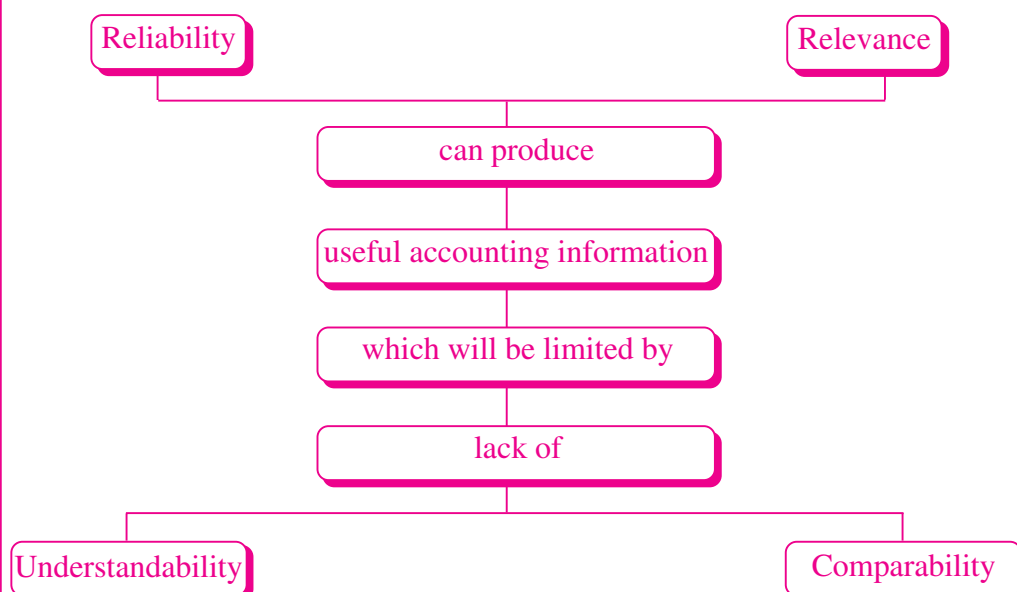 Reliability
Relevance
can produce
useful accounting information
which will be limited by
lack of
Understandability
Comparability